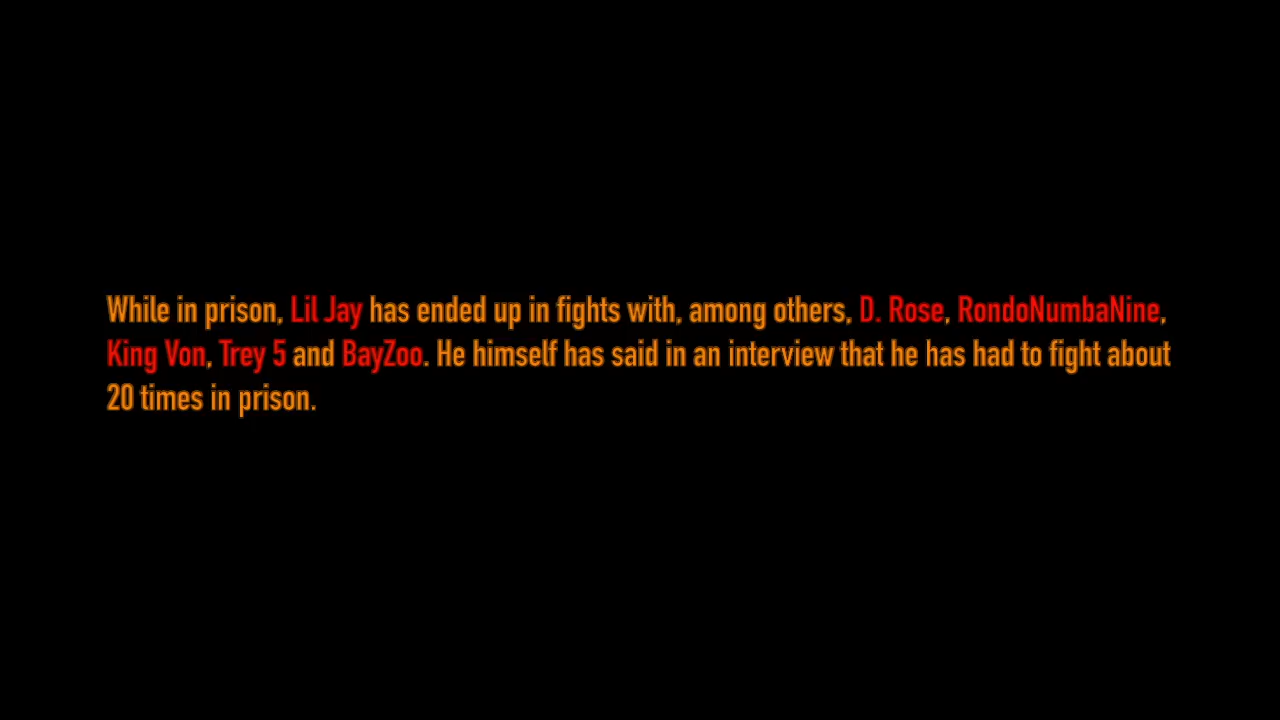 While in prison, Lil Jay has ended up in fights with, among others, D. Rose, RondoNumbaNine,
King Von, Trey 5 and BayZoo. He himself has said in an interview that he has had to fight about
20 times in prison.